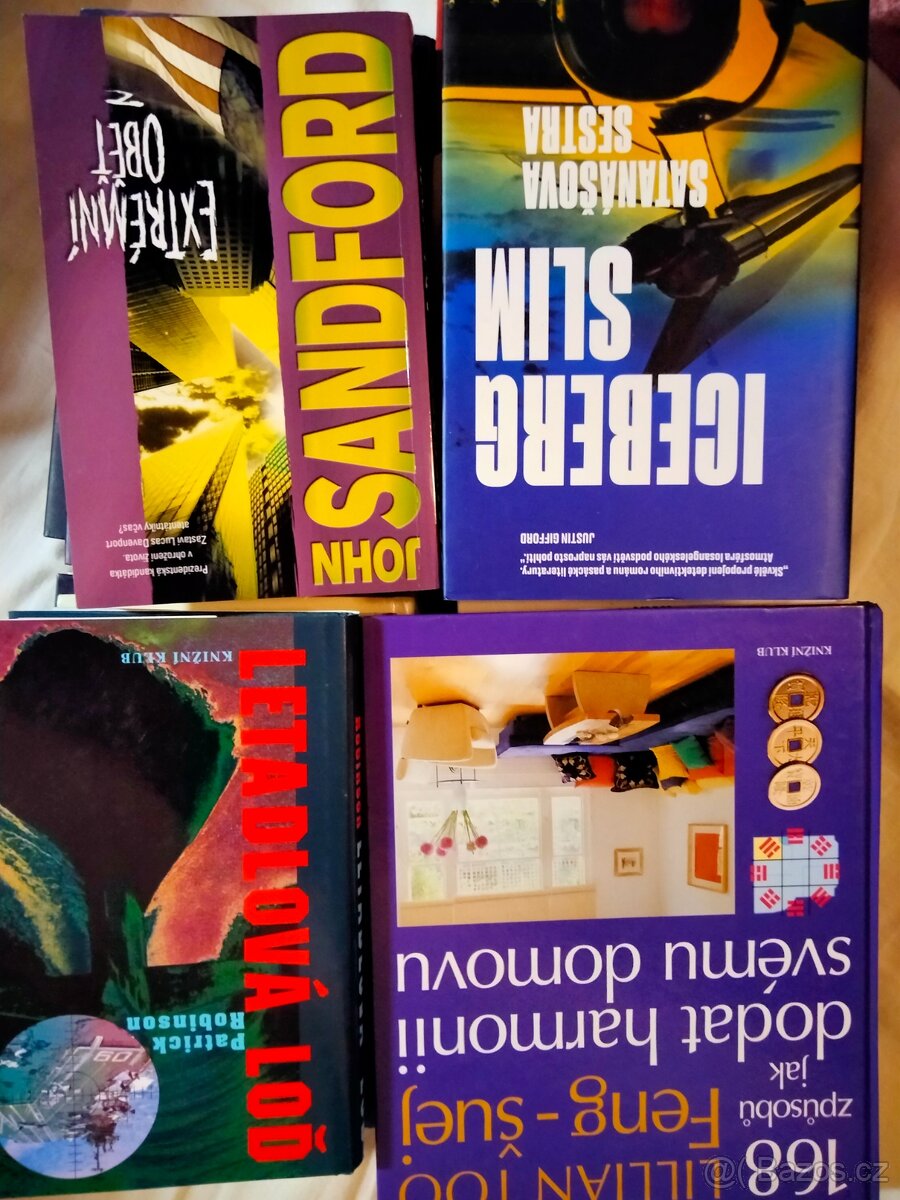 JOHN
SANDFORD
EXTRÉMNÍ
OBĚŤ
Prezidentská kandidátka
v ohrožení života.
Zastaví Lucas Davenport
atentátníky včas?
„Skvělé propojení detektivního románu a pasácké literatury.
Atmosféra losangeleského podsvětí vás naprosto pohltí.“
JUSTIN GIFFORD
ICEBERG
SLIM
SATANÁŠOVA
SESTRA
LETADLOVÁ LOĎ
Patrick
Robinson
KNIŽNÍ KLUB
LILLIAN TOO
168
způsobů
jak
Feng-šuej
dodat harmonii
svému domovu
KNIŽNÍ KLUB
Bazos.cz